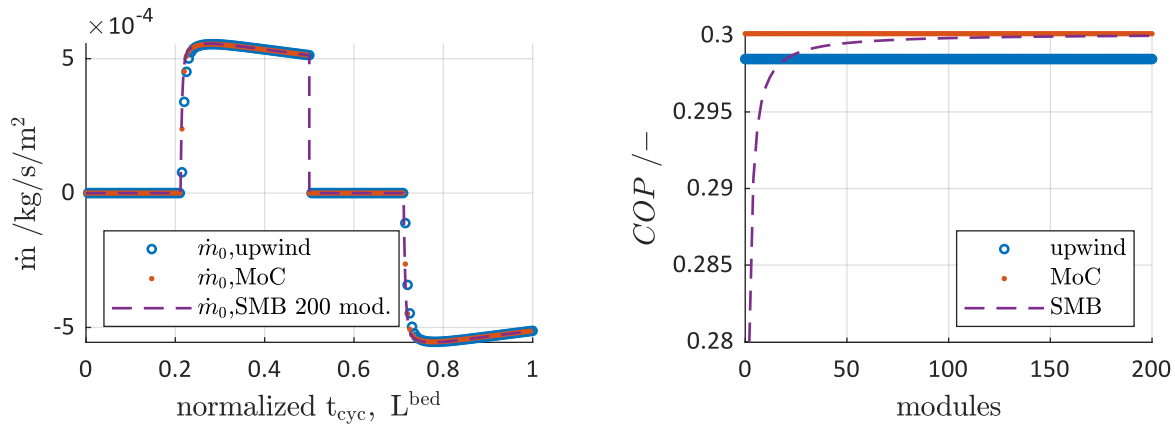 ×10⁻⁴
5
0
-5
ṁ /kg/s/m²
ṁ₀,upwind
ṁ₀,MoC
ṁ₀,SMB 200 mod.
0 0.2 0.4 0.6 0.8 1
normalized t_cyc, L^bed
0.3
0.295
0.29
0.285
0.28
COP /−
upwind
MoC
SMB
0 50 100 150 200
modules